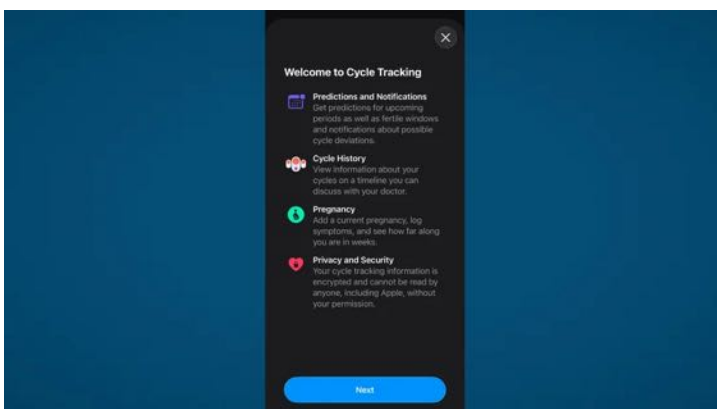 Welcome to Cycle Tracking
Predictions and Notifications
Get predictions for upcoming
periods as well as fertile windows
and notifications about possible
cycle deviations.
Cycle History
View information about your
cycles on a timeline you can
discuss with your doctor.
Pregnancy
Add a current pregnancy, log
symptoms, and see how far along
you are in weeks.
Privacy and Security
Your cycle tracking information is
encrypted and cannot be read by
anyone, including Apple, without
your permission.
Next